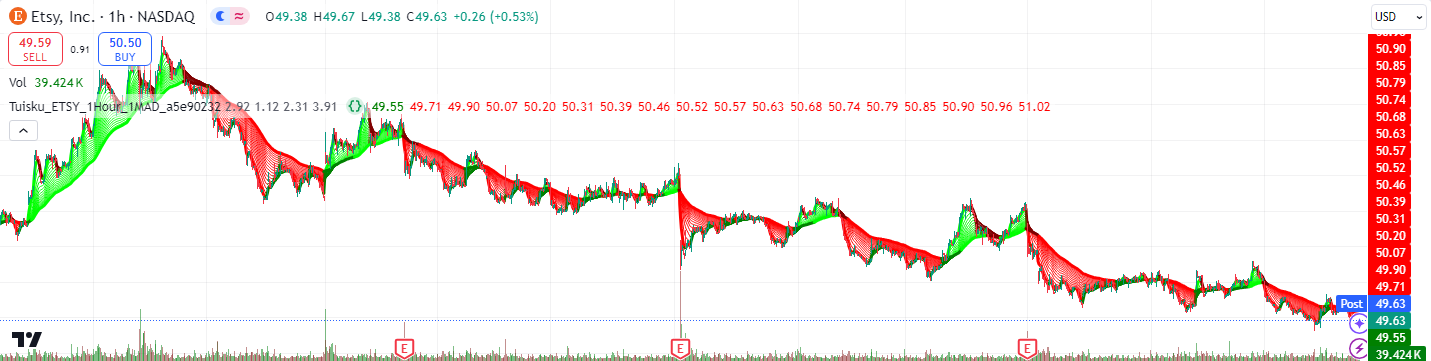 E Etsy, Inc. · 1h · NASDAQ O49.38 H49.67 L49.38 C49.63 +0.26 (+0.53%)
USD
49.59
SELL
0.91
50.50
BUY
Vol 39.424 K
Tuisku_ETSY_1Hour_1MAD_a5e90232 2.92 1.12 2.31 3.91 49.55 49.71 49.90 50.07 50.20 50.31 50.39 50.46 50.52 50.57 50.63 50.68 50.74 50.79 50.85 50.90 50.96 51.02
50.90
50.85
50.79
50.74
50.68
50.63
50.57
50.52
50.46
50.39
50.31
50.20
50.07
49.90
49.71
Post 49.63
49.63
49.55
39.424 K
E
E
E